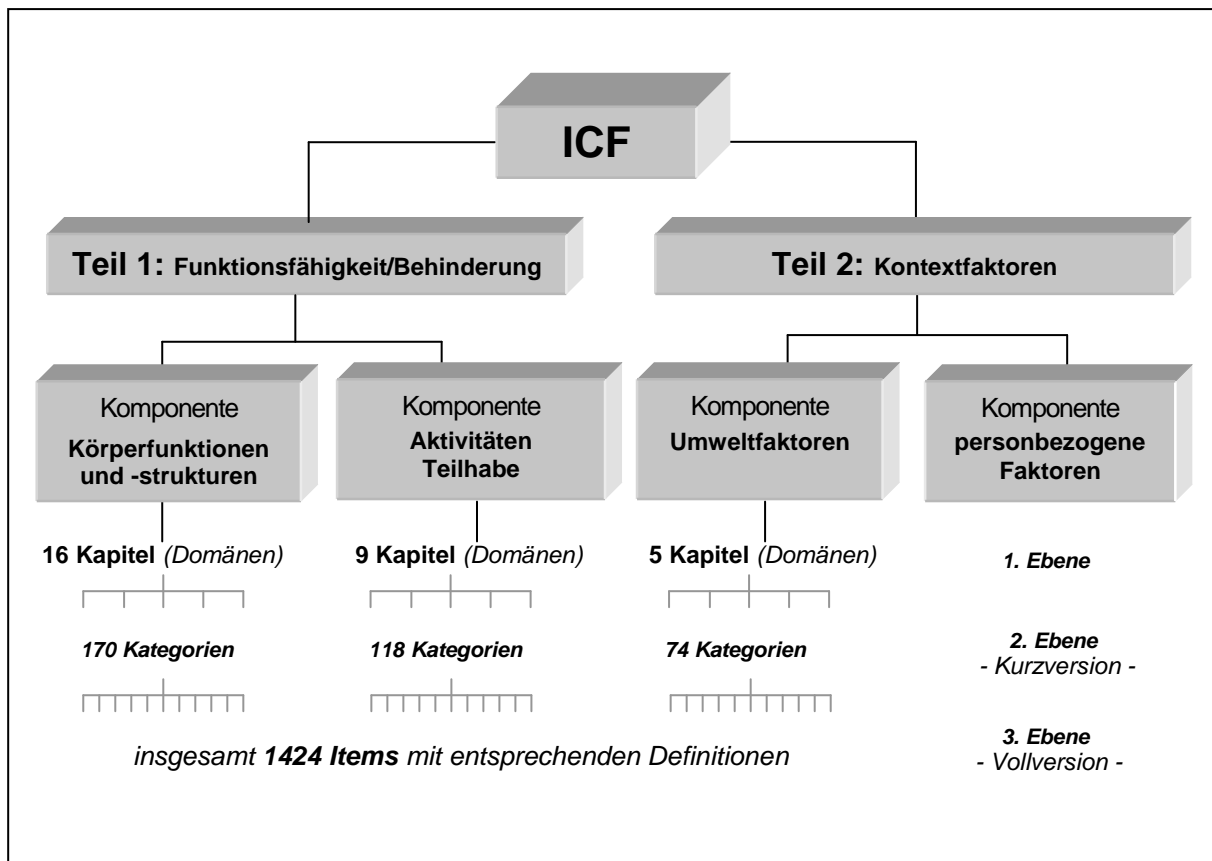 ICF
Teil 1: Funktionsfähigkeit/Behinderung
Teil 2: Kontextfaktoren
Komponente
Körperfunktionen
und -strukturen
Komponente
Aktivitäten
Teilhabe
Komponente
Umweltfaktoren
Komponente
personbezogene
Faktoren
16 Kapitel (Domänen)
9 Kapitel (Domänen)
5 Kapitel (Domänen)
1. Ebene
170 Kategorien
118 Kategorien
74 Kategorien
2. Ebene
- Kurzversion -
insgesamt 1424 Items mit entsprechenden Definitionen
3. Ebene
- Vollversion -